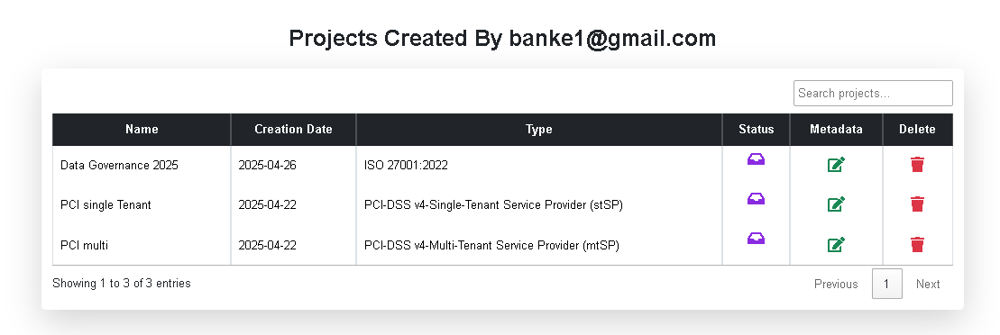 Projects Created By banke1@gmail.com
Search projects...
Name Creation Date Type Status Metadata Delete
Data Governance 2025 2025-04-26 ISO 27001:2022
PCI single Tenant 2025-04-22 PCI-DSS v4-Single-Tenant Service Provider (stSP)
PCI multi 2025-04-22 PCI-DSS v4-Multi-Tenant Service Provider (mtSP)
Showing 1 to 3 of 3 entries Previous 1 Next